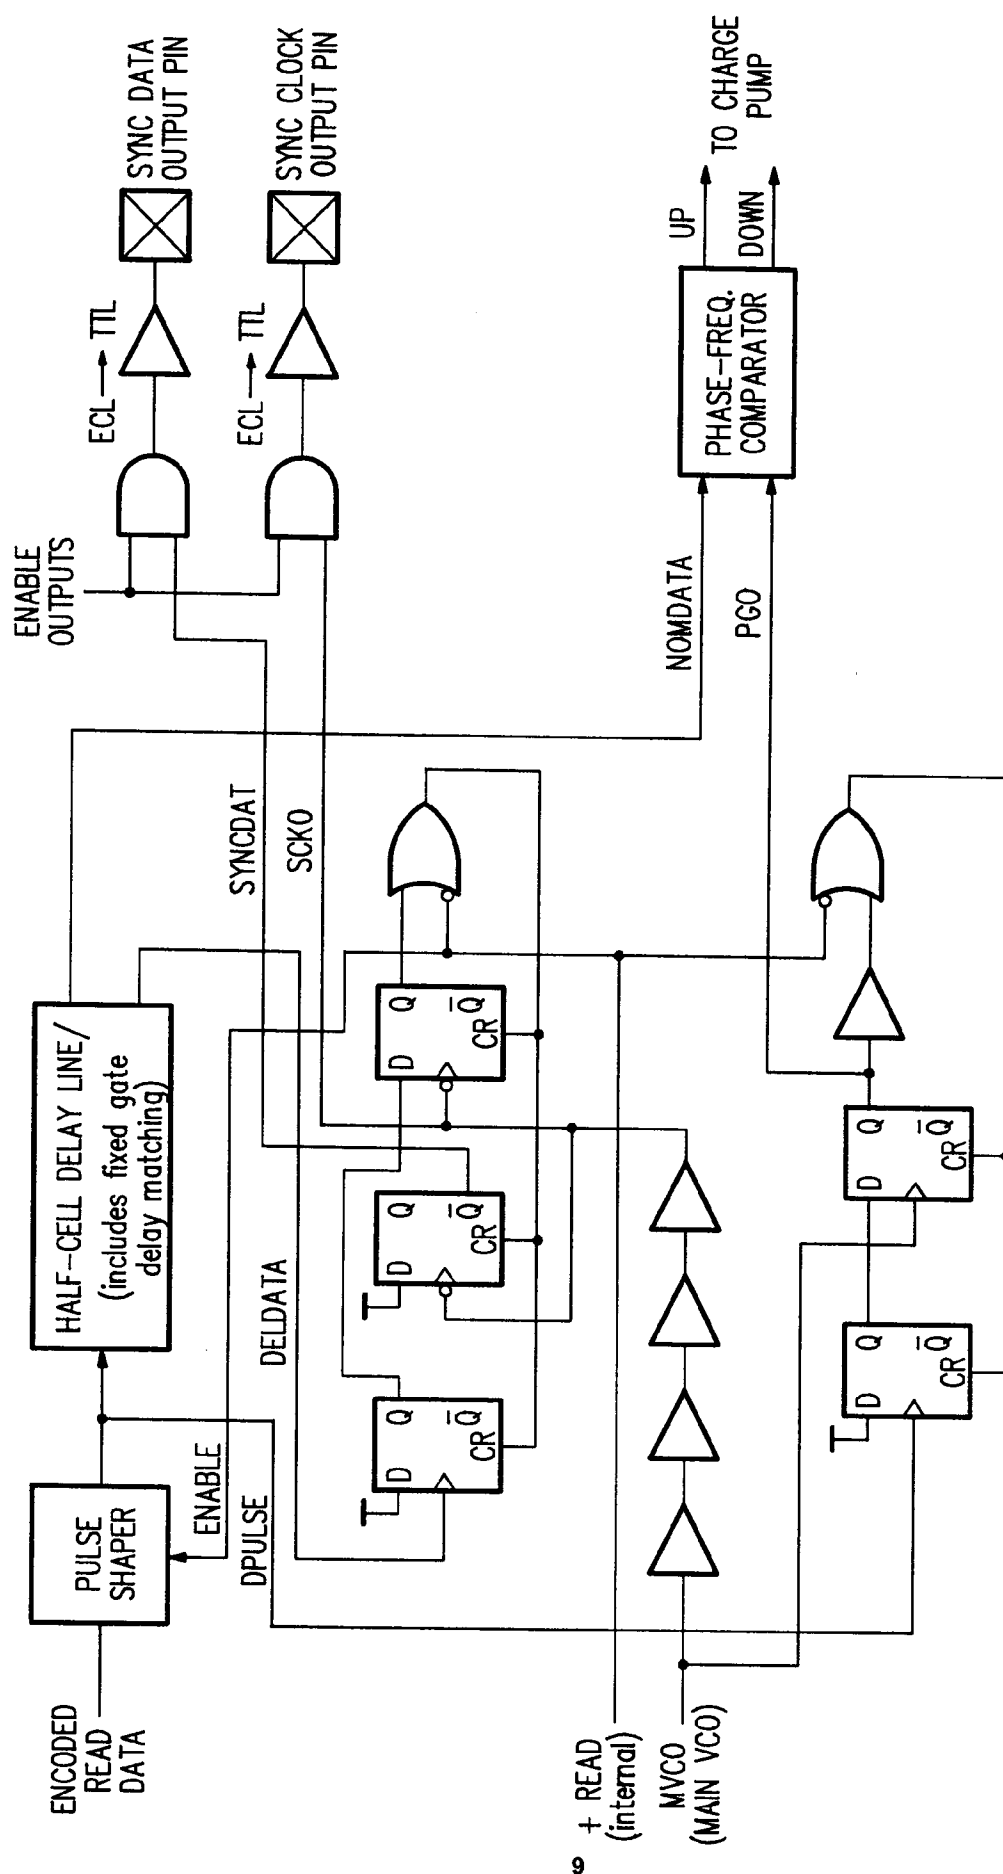 ENCODED
READ
DATA
PULSE
SHAPER
HALF-CELL DELAY LINE/
(includes fixed gate
delay matching)
ENABLE
OUTPUTS
ECL → TTL
SYNC DATA
OUTPUT PIN
ECL → TTL
SYNC CLOCK
OUTPUT PIN
ENABLE
DPULSE
DELDATA
SYNCDAT
SCKO
D
Q
Q̅
CR
D
Q
Q̅
CR
D
Q
Q̅
CR
NOMDATA
PGO
PHASE-FREQ.
COMPARATOR
UP
DOWN
TO CHARGE
PUMP
+ READ
(internal)
MVCO
(MAIN VCO)
D
Q
Q̅
CR
D
Q
Q̅
CR
9